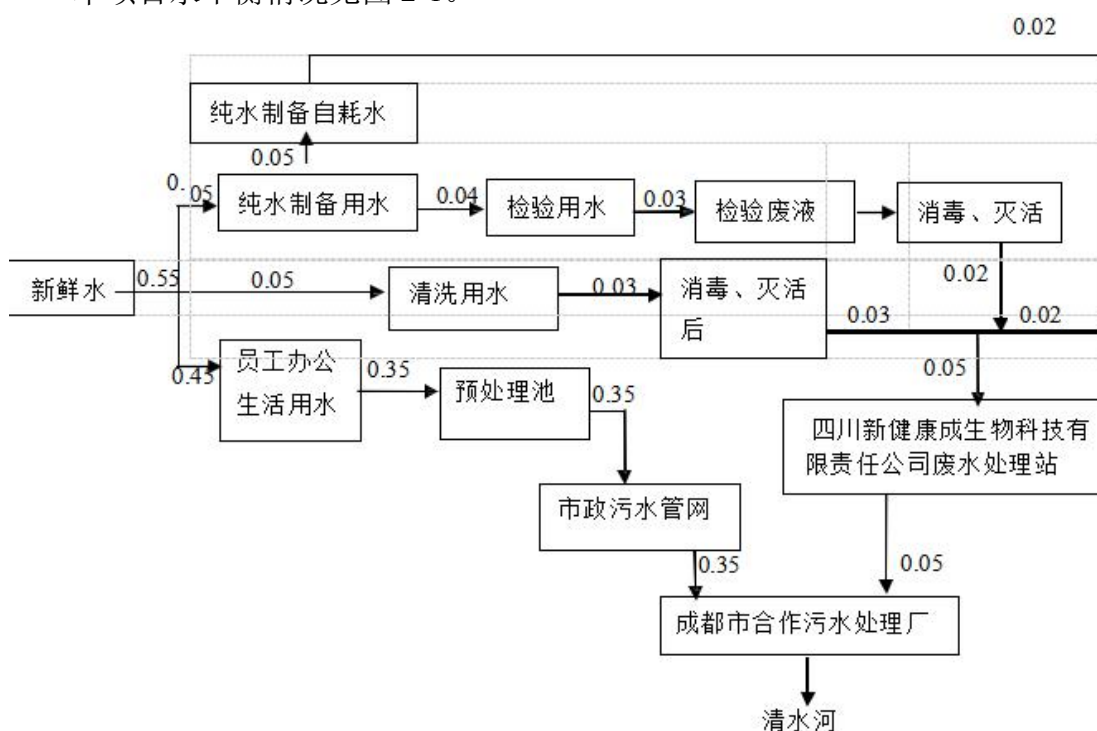 0.02
纯水制备自耗水
0.05
0.05
纯水制备用水
0.04
检验用水
0.03
检验废液
消毒、灭活
新鲜水
0.55
0.05
清洗用水
0.03
消毒、灭活
后
0.02
0.03
0.02
0.45
员工办公
生活用水
0.35
预处理池
0.35
0.05
四川新健康成生物科技有
限责任公司废水处理站
市政污水管网
0.35
0.05
成都市合作污水处理厂
清水河